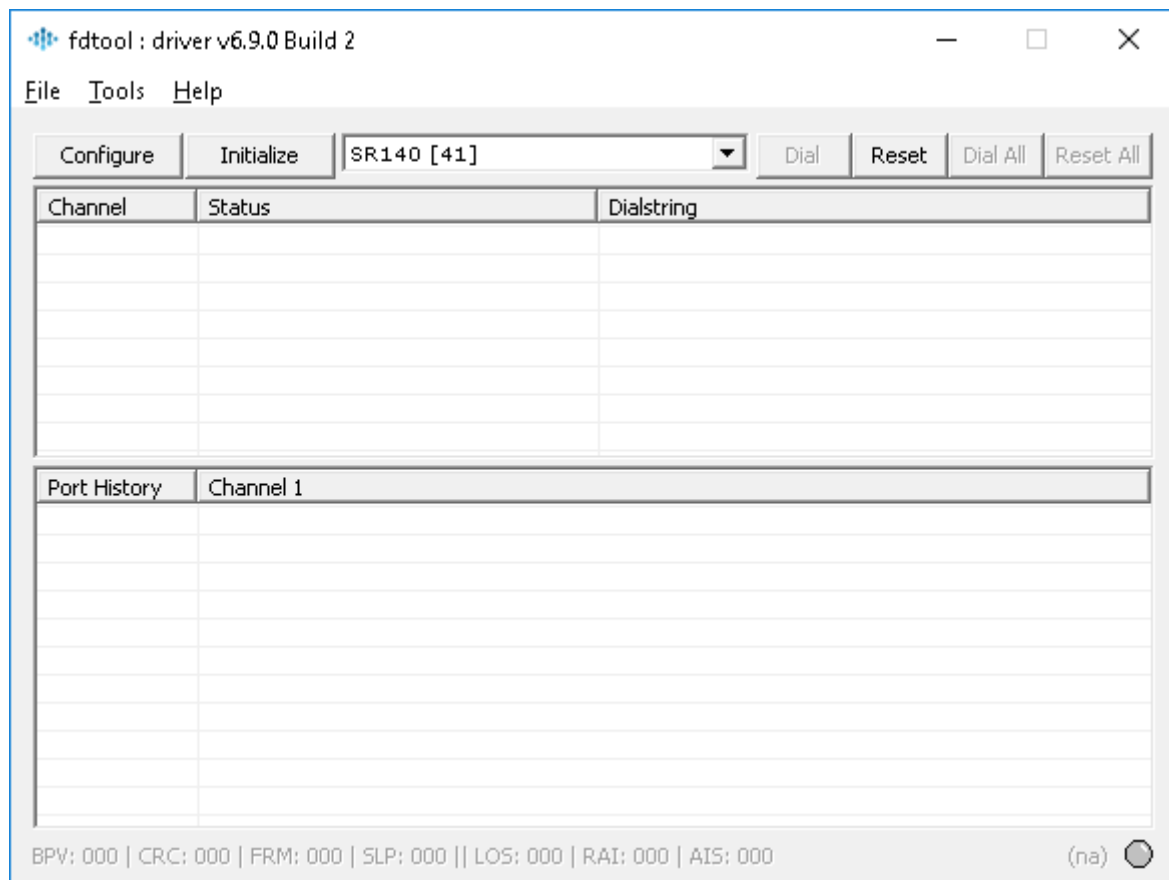 fdtool : driver v6.9.0 Build 2
File Tools Help
Configure Initialize SR140 [41] Dial Reset Dial All Reset All
Channel Status Dialstring
Port History Channel 1
BPV: 000 | CRC: 000 | FRM: 000 | SLP: 000 || LOS: 000 | RAI: 000 | AIS: 000 (na)